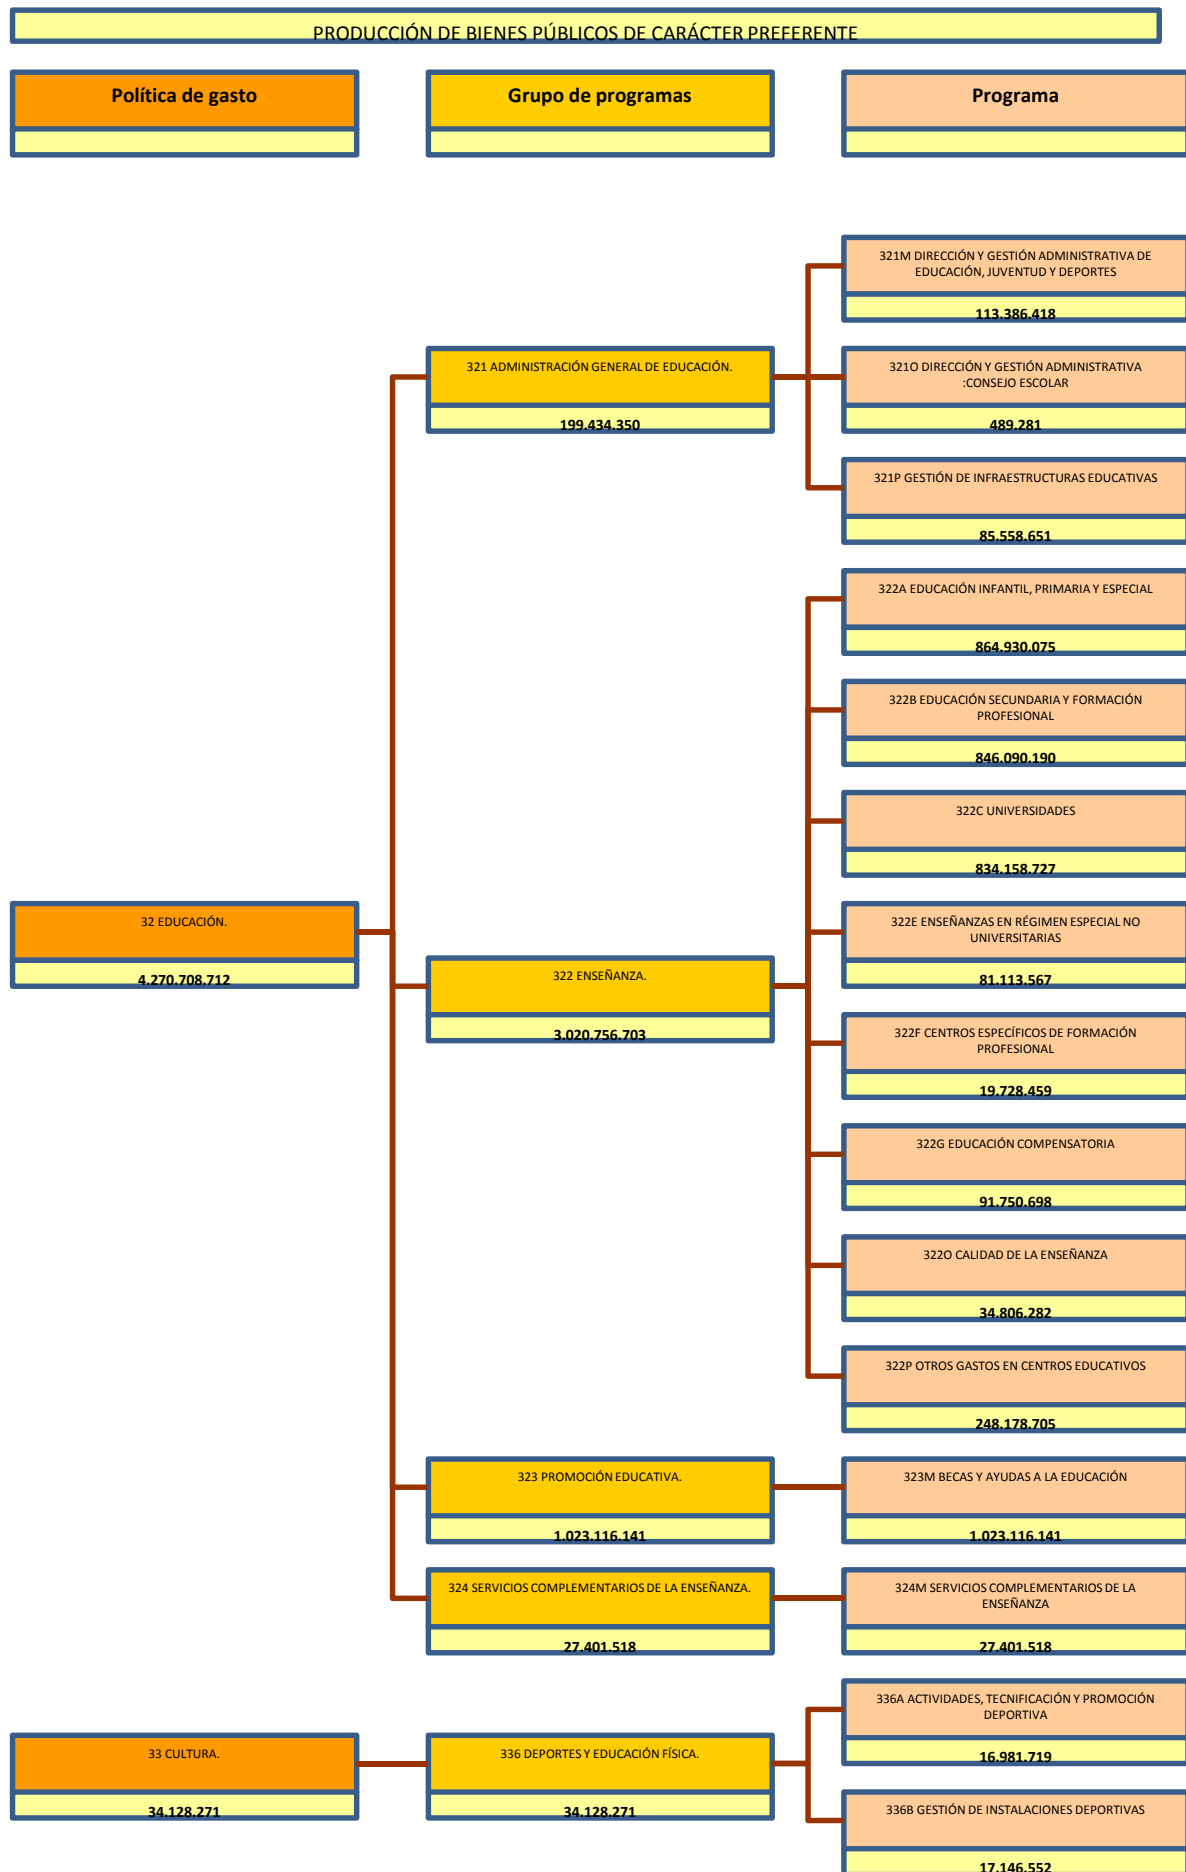 PRODUCCIÓN DE BIENES PÚBLICOS DE CARÁCTER PREFERENTE
Política de gasto
Grupo de programas
Programa
321M DIRECCIÓN Y GESTIÓN ADMINISTRATIVA DE
EDUCACIÓN, JUVENTUD Y DEPORTES
113.386.418
321 ADMINISTRACIÓN GENERAL DE EDUCACIÓN.
199.434.350
321O DIRECCIÓN Y GESTIÓN ADMINISTRATIVA
:CONSEJO ESCOLAR
489.281
321P GESTIÓN DE INFRAESTRUCTURAS EDUCATIVAS
85.558.651
322A EDUCACIÓN INFANTIL, PRIMARIA Y ESPECIAL
864.930.075
322B EDUCACIÓN SECUNDARIA Y FORMACIÓN
PROFESIONAL
846.090.190
322C UNIVERSIDADES
834.158.727
32 EDUCACIÓN.
4.270.708.712
322E ENSEÑANZAS EN RÉGIMEN ESPECIAL NO
UNIVERSITARIAS
81.113.567
322 ENSEÑANZA.
3.020.756.703
322F CENTROS ESPECÍFICOS DE FORMACIÓN
PROFESIONAL
19.728.459
322G EDUCACIÓN COMPENSATORIA
91.750.698
322O CALIDAD DE LA ENSEÑANZA
34.806.282
322P OTROS GASTOS EN CENTROS EDUCATIVOS
248.178.705
323 PROMOCIÓN EDUCATIVA.
1.023.116.141
323M BECAS Y AYUDAS A LA EDUCACIÓN
1.023.116.141
324 SERVICIOS COMPLEMENTARIOS DE LA ENSEÑANZA.
27.401.518
324M SERVICIOS COMPLEMENTARIOS DE LA
ENSEÑANZA
27.401.518
336A ACTIVIDADES, TECNIFICACIÓN Y PROMOCIÓN
DEPORTIVA
16.981.719
33 CULTURA.
34.128.271
336 DEPORTES Y EDUCACIÓN FÍSICA.
34.128.271
336B GESTIÓN DE INSTALACIONES DEPORTIVAS
17.146.552